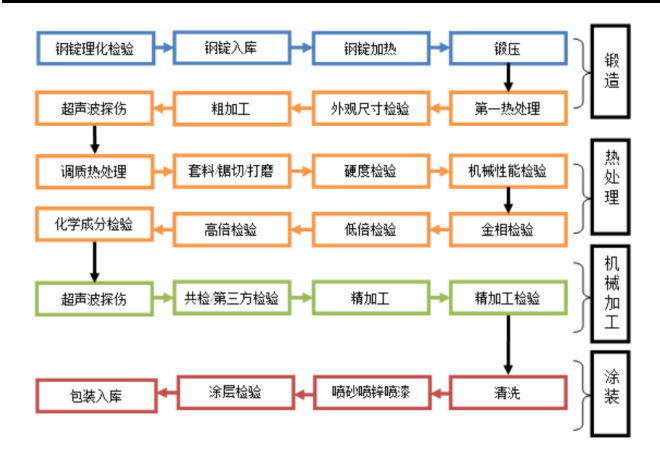 钢锭理化检验
钢锭入库
钢锭加热
锻压
锻造
超声波探伤
粗加工
外观尺寸检验
第一热处理
调质热处理
套料/锯切/打磨
硬度检验
机械性能检验
热处理
化学成分检验
高倍检验
低倍检验
金相检验
超声波探伤
共检/第三方检验
精加工
精加工检验
机械加工
包装入库
涂层检验
喷砂喷锌喷漆
清洗
涂装